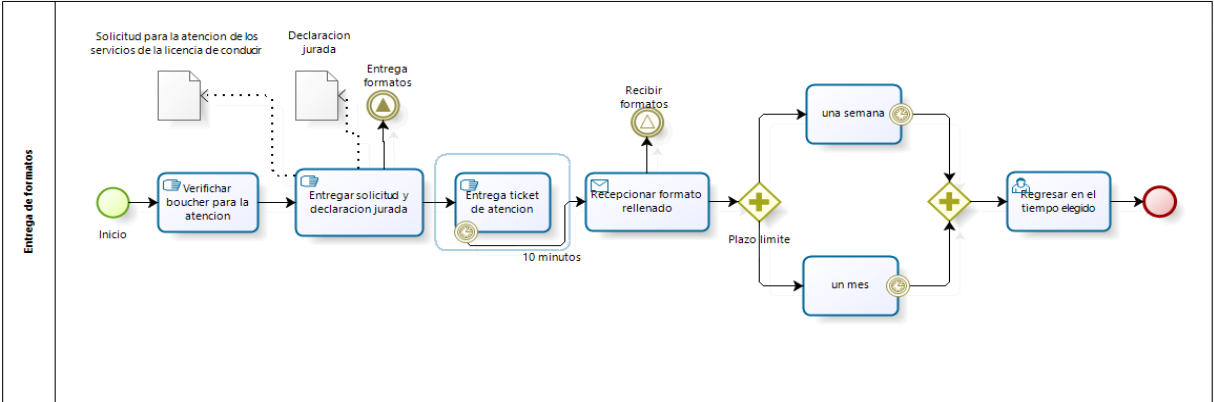 Entrega de formatos
Solicitud para la atencion de los
servicios de la licencia de conducir
Declaracion
jurada
Entrega
formatos
Inicio
Verifichar
boucher para la
atencion
Entregar solicitud y
declaracion jurada
Entrega ticket
de atencion
10 minutos
Recibir
formatos
Recepcionar formato
rellenado
Plazo limite
una semana
un mes
Regresar en el
tiempo elegido